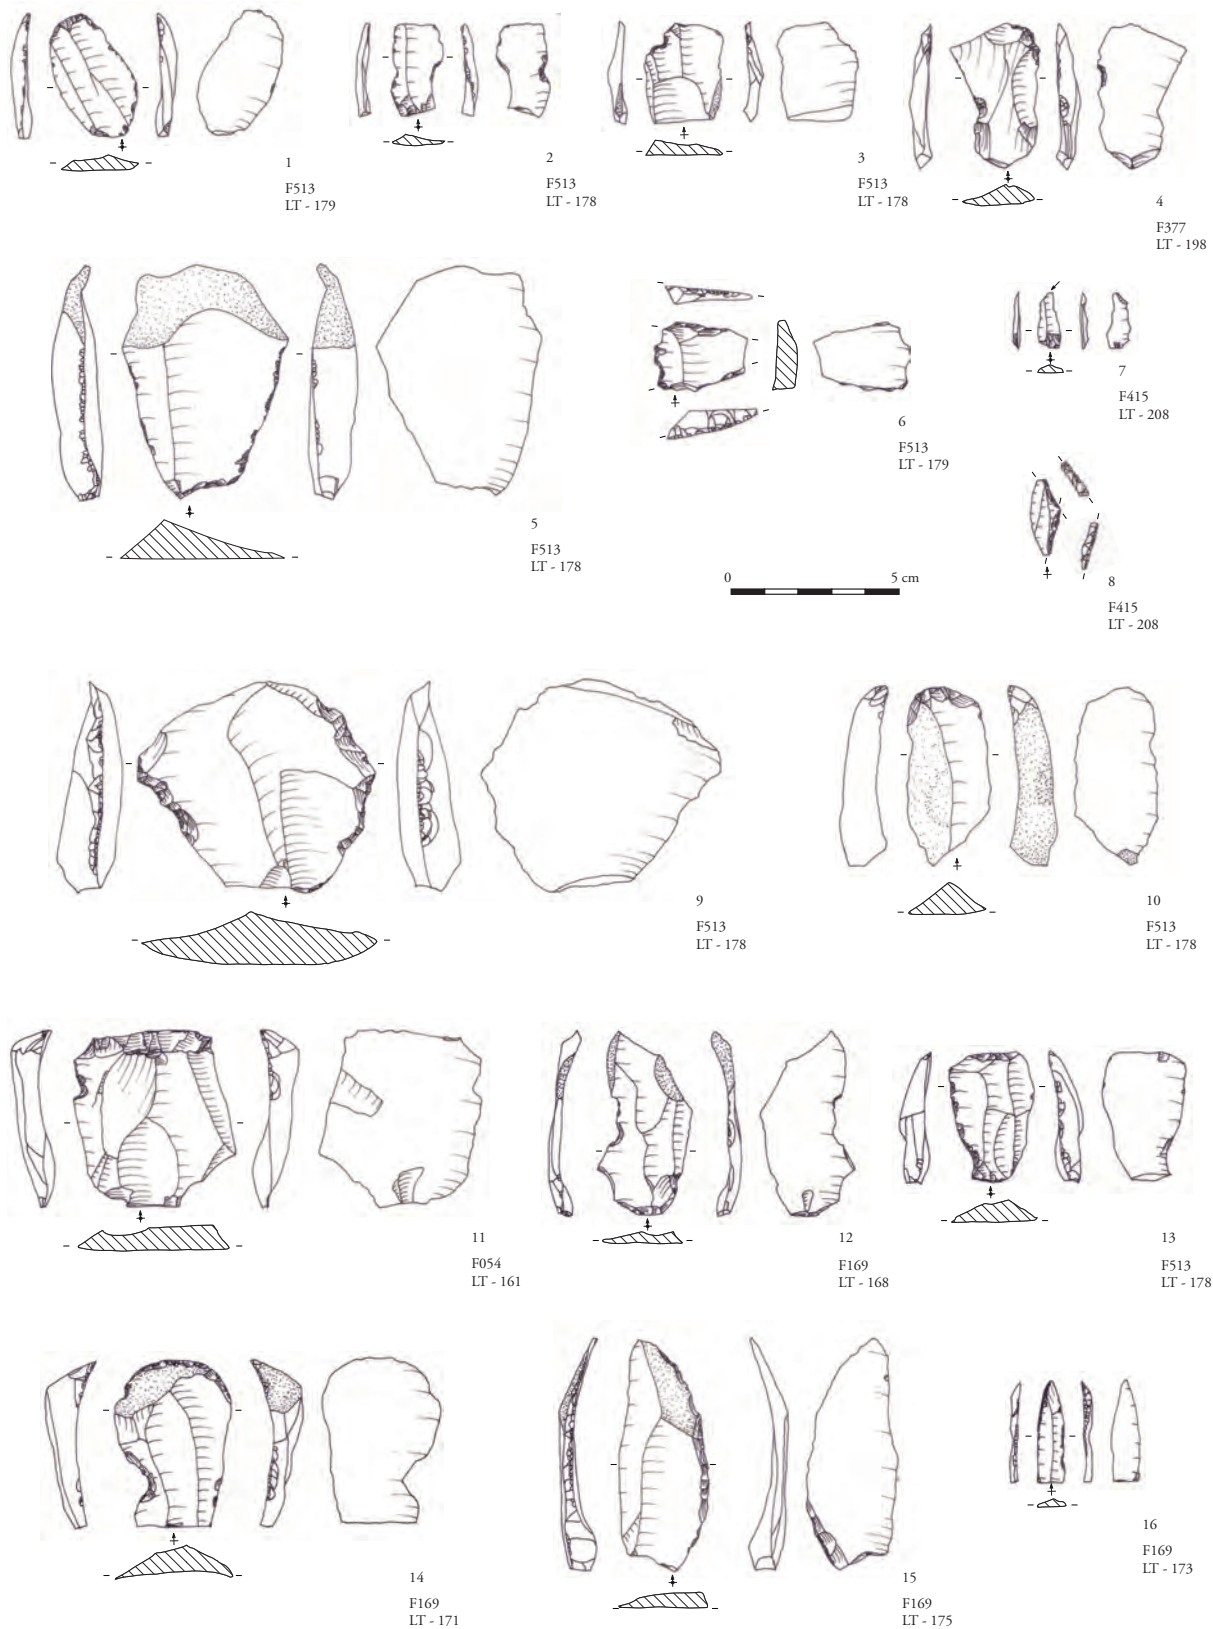 1
F513
LT - 179
2
F513
LT - 178
3
F513
LT - 178
4
F377
LT - 198
5
F513
LT - 178
6
F513
LT - 179
7
F415
LT - 208
8
F415
LT - 208
0 5 cm
9
F513
LT - 178
10
F513
LT - 178
11
F054
LT - 161
12
F169
LT - 168
13
F513
LT - 178
14
F169
LT - 171
15
F169
LT - 175
16
F169
LT - 173